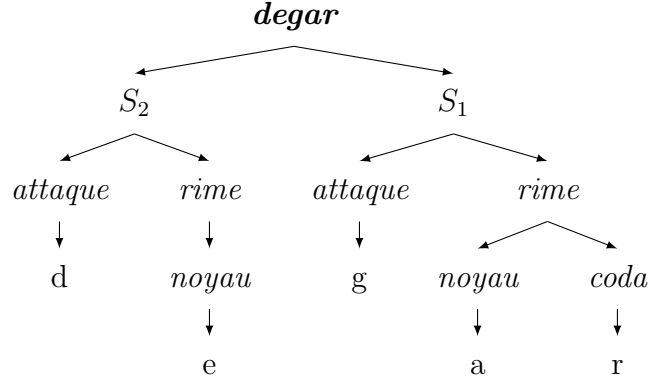 degar
S₂ S₁
attaque rime attaque rime
d noyau g noyau coda
e a r